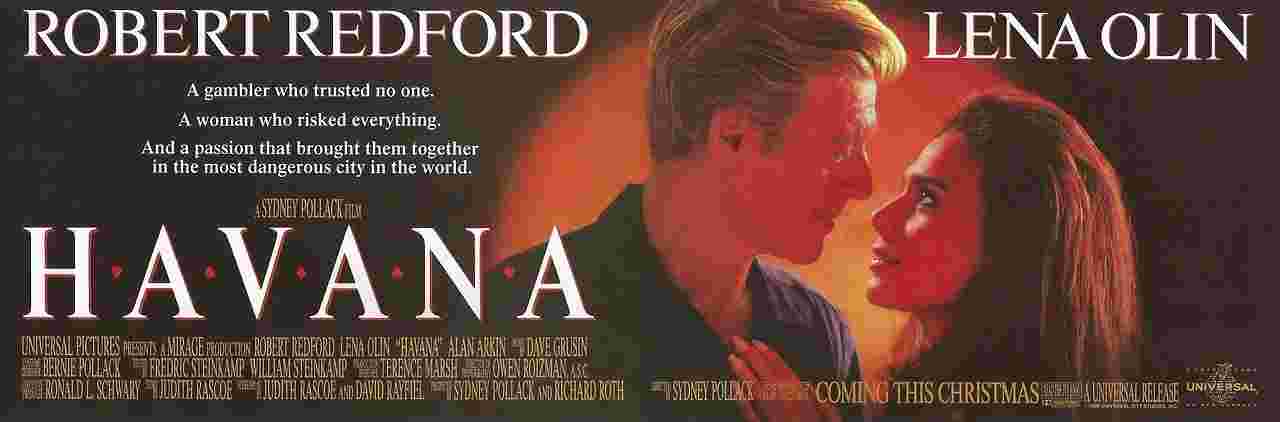 ROBERT REDFORD
LENA OLIN
A gambler who trusted no one.
A woman who risked everything.
And a passion that brought them together
in the most dangerous city in the world.
A SYDNEY POLLACK FILM
H·A·V·A·N·A
UNIVERSAL PICTURES PRESENTS A MIRAGE PRODUCTION ROBERT REDFORD LENA OLIN "HAVANA" ALAN ARKIN DAVE GRUSIN
BERNIE POLLACK FREDRIC STEINKAMP WILLIAM STEINKAMP TERENCE MARSH OWEN ROIZMAN A.S.C.
RONALD L. SCHWARY JUDITH RASCOE JUDITH RASCOE AND DAVID RAYFIEL SYDNEY POLLACK AND RICHARD ROTH
SYDNEY POLLACK COMING THIS CHRISTMAS A UNIVERSAL RELEASE
UNIVERSAL